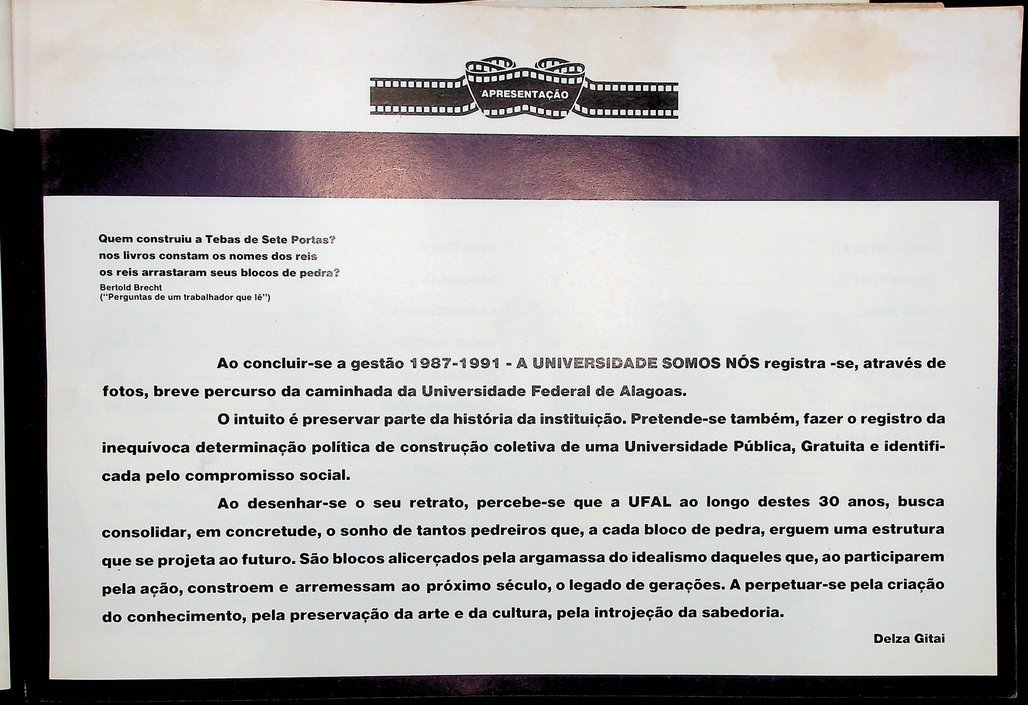 APRESENTAÇÃO
Quem construiu a Tebas de Sete Portas?
nos livros constam os nomes dos reis
os reis arrastaram seus blocos de pedra?
Bertold Brecht
("Perguntas de um trabalhador que lê")
Ao concluir-se a gestão 1987-1991 - A UNIVERSIDADE SOMOS NÓS registra -se, através de
fotos, breve percurso da caminhada da Universidade Federal de Alagoas.
O intuito é preservar parte da história da instituição. Pretende-se também, fazer o registro da
inequívoca determinação política de construção coletiva de uma Universidade Pública, Gratuita e identifi-
cada pelo compromisso social.
Ao desenhar-se o seu retrato, percebe-se que a UFAL ao longo destes 30 anos, busca
consolidar, em concretude, o sonho de tantos pedreiros que, a cada bloco de pedra, erguem uma estrutura
que se projeta ao futuro. São blocos alicerçados pela argamassa do idealismo daqueles que, ao participarem
pela ação, constroem e arremessam ao próximo século, o legado de gerações. A perpetuar-se pela criação
do conhecimento, pela preservação da arte e da cultura, pela introjeção da sabedoria.
Delza Gitai